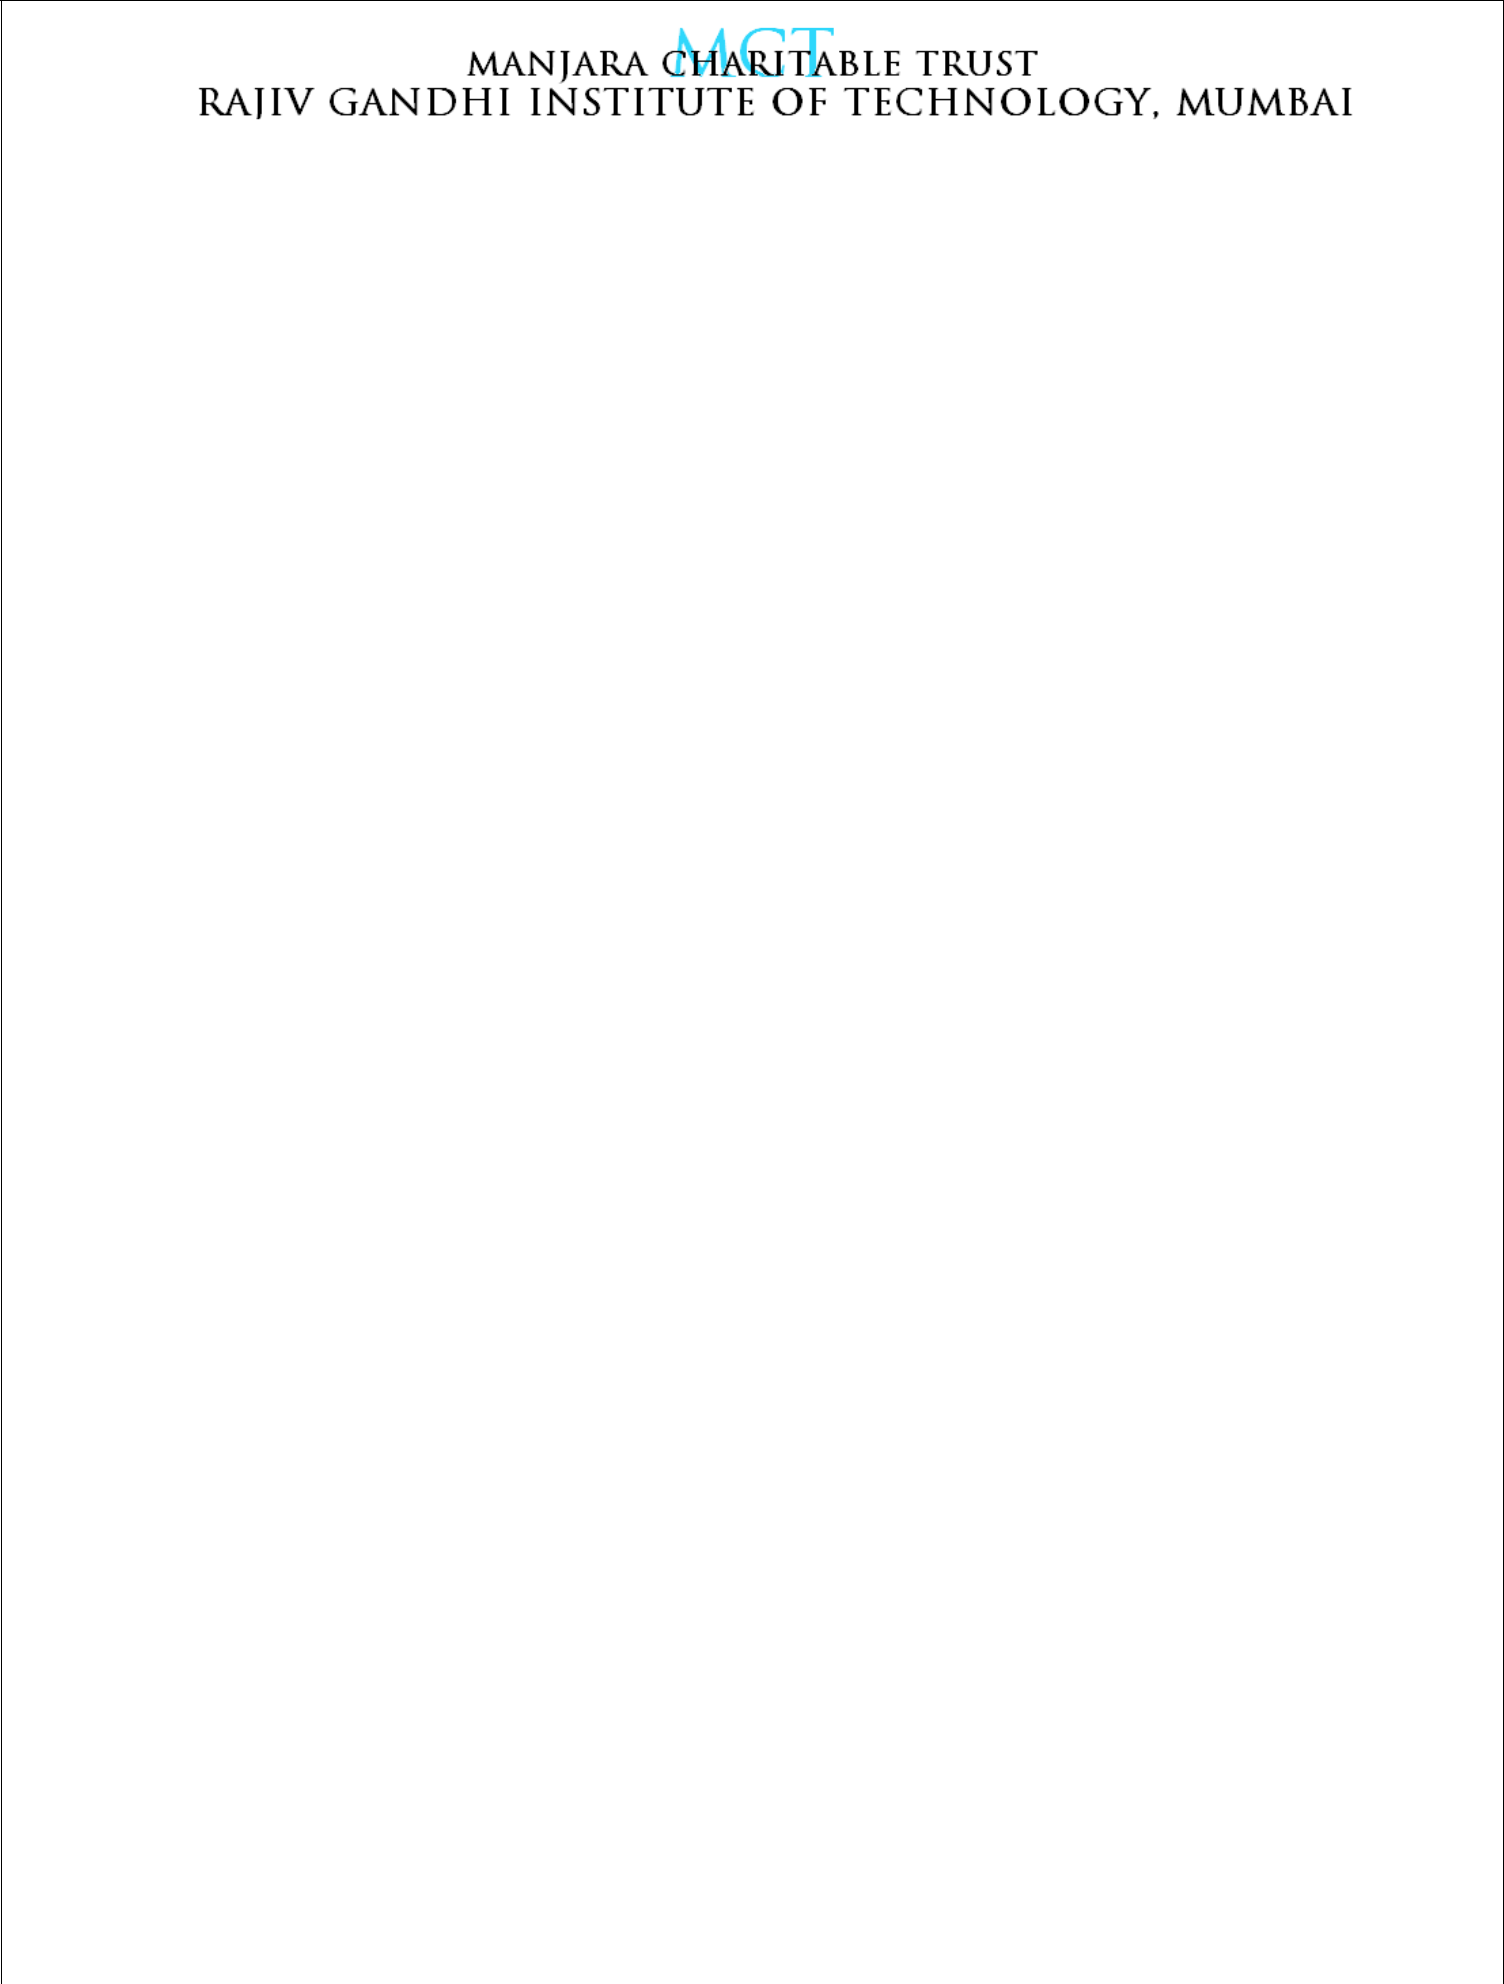 MCT
MANJARA CHARITABLE TRUST
RAJIV GANDHI INSTITUTE OF TECHNOLOGY, MUMBAI